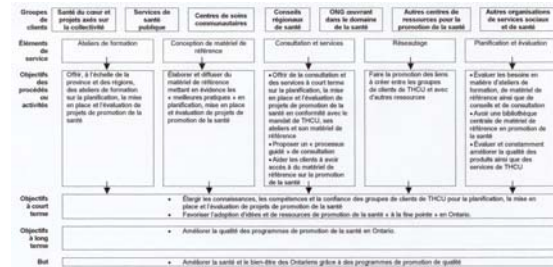 Groupes de clients
Santé du cœur et projets axés sur la collectivité
Services de santé publique
Centres de soins communautaires
Conseils régionaux de santé
ONG œuvrant dans le domaine de la santé
Autres centres de ressources pour la promotion de la santé
Autres organisations de services sociaux et de santé
Éléments de service
Ateliers de formation
Conception de matériel de référence
Consultation et services
Réseautage
Planification et évaluation
Objectifs des procédés ou activités
Offrir, à l'échelle de la province et des régions, des ateliers de formation sur la planification, la mise en place et l'évaluation de projets de promotion de la santé
Élaborer et diffuser du matériel de référence mettant en évidence les « meilleures pratiques » en planification, mise en place et évaluation de projets de promotion de la santé
• Offrir de la consultation et des services à court terme sur la planification, la mise en place et l'évaluation de projets de promotion de la santé en conformité avec le mandat de THCU, ses ateliers et son matériel de référence
• Proposer un « processus guidé » de consultation
• Aider les clients à avoir accès à du matériel de référence sur la promotion de la santé
Faire la promotion des liens à créer entre les groupes de clients de THCU et avec d'autres ressources
• Évaluer les besoins en matière d'ateliers de formation, de matériel de référence ainsi que de conseils et de consultation
• Avoir une bibliothèque centrale de matériel de référence en promotion de la santé
• Évaluer et constamment améliorer la qualité des produits ainsi que des services de THCU
Objectifs à court terme
• Élargir les connaissances, les compétences et la confiance des groupes de clients de THCU pour la planification, la mise en place et l'évaluation de projets de promotion de la santé
• Favoriser l'adoption d'idées et de ressources de promotion de la santé « à la fine pointe » en Ontario.
Objectifs à long terme
• Améliorer la qualité des programmes de promotion de la santé en Ontario.
But
• Améliorer la santé et le bien-être des Ontariens grâce à des programmes de promotion de qualité